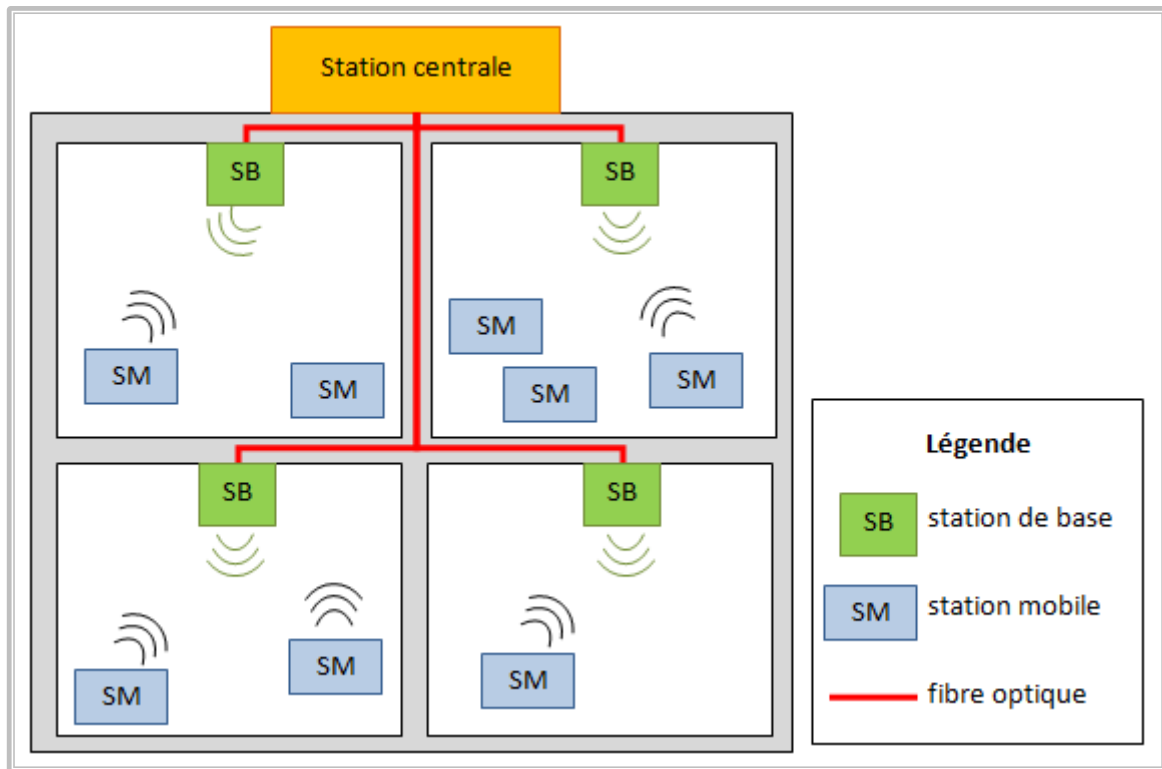 Station centrale
SB
SB
SM
SM
SM
SM
SM
SB
SB
SM
SM
SM
Légende
SB station de base
SM station mobile
fibre optique